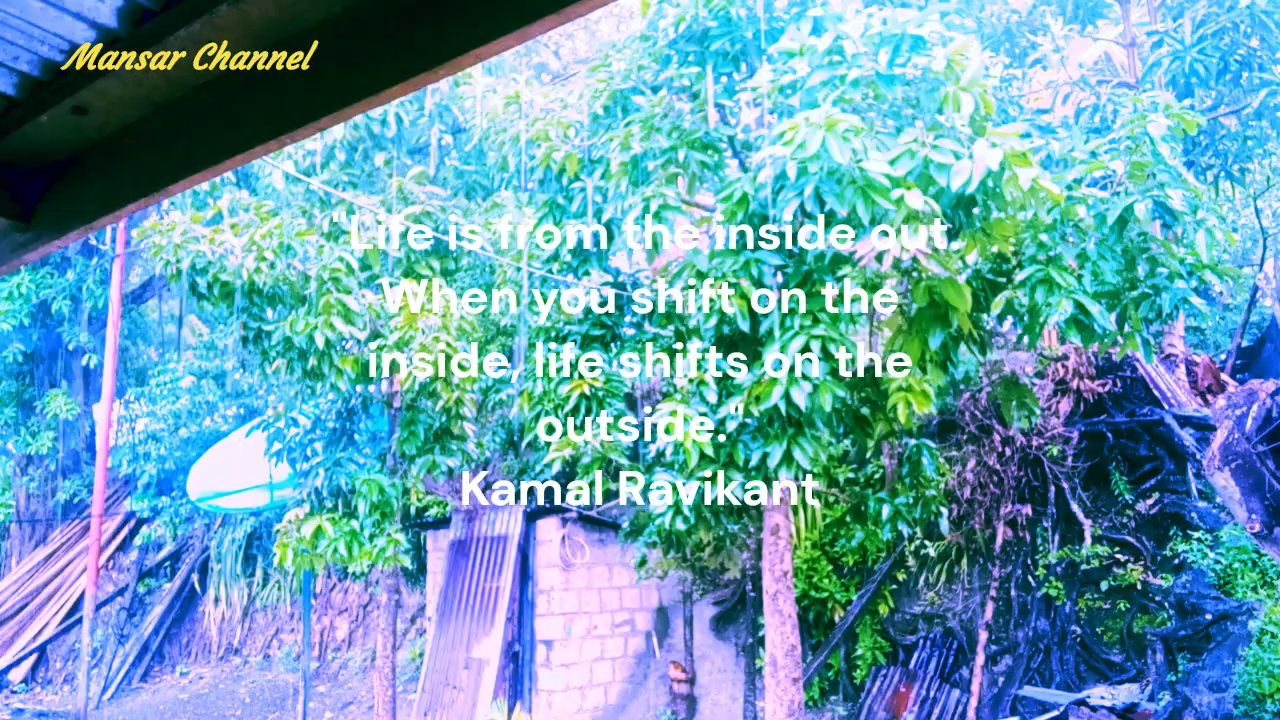 Mansar Channel
"Life is from the inside out.
When you shift on the
inside, life shifts on the
outside."
Kamal Ravikant